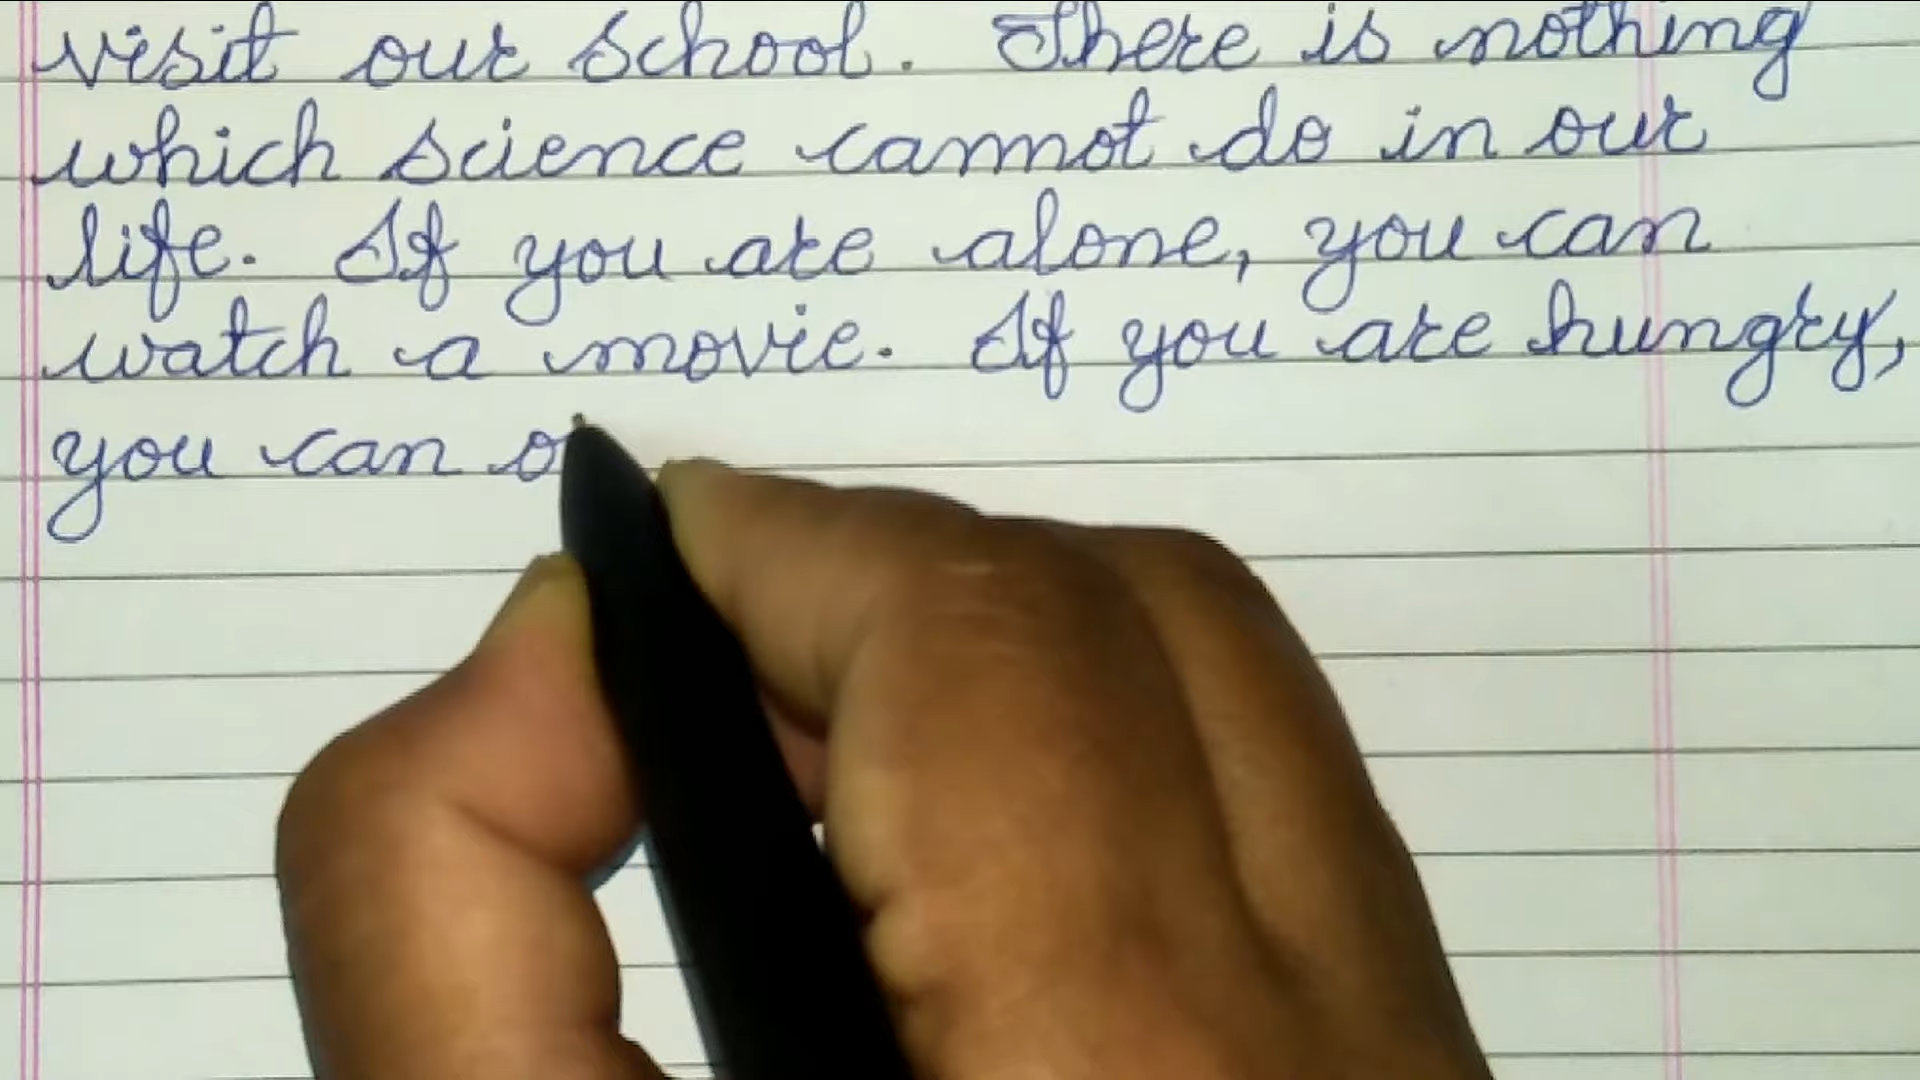 visit our school. There is nothing
which science cannot do in our
life. If you are alone, you can
watch a movie. If you are hungry,
you can o